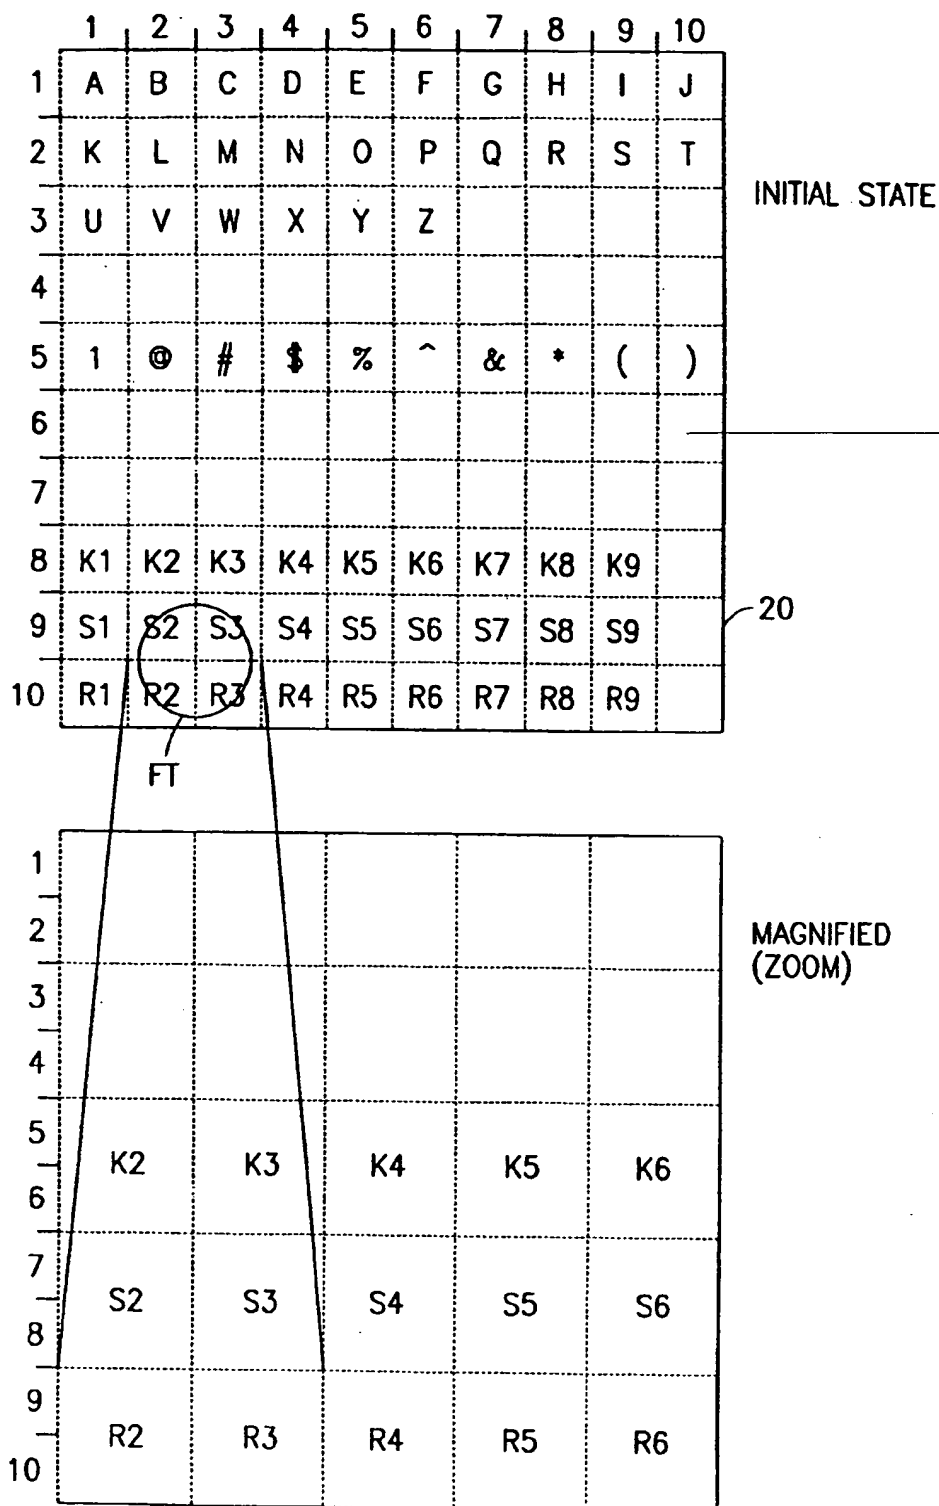 1 2 3 4 5 6 7 8 9 10
1 A B C D E F G H I J
2 K L M N O P Q R S T
INITIAL STATE
3 U V W X Y Z
4
5 1 @ # $ % ^ & * ( )
6
7
8 K1 K2 K3 K4 K5 K6 K7 K8 K9
9 S1 S2 S3 S4 S5 S6 S7 S8 S9
20
10 R1 R2 R3 R4 R5 R6 R7 R8 R9
FT
1
2
MAGNIFIED
(ZOOM)
3
4
5
K2 K3 K4 K5 K6
6
7
S2 S3 S4 S5 S6
8
9
R2 R3 R4 R5 R6
10